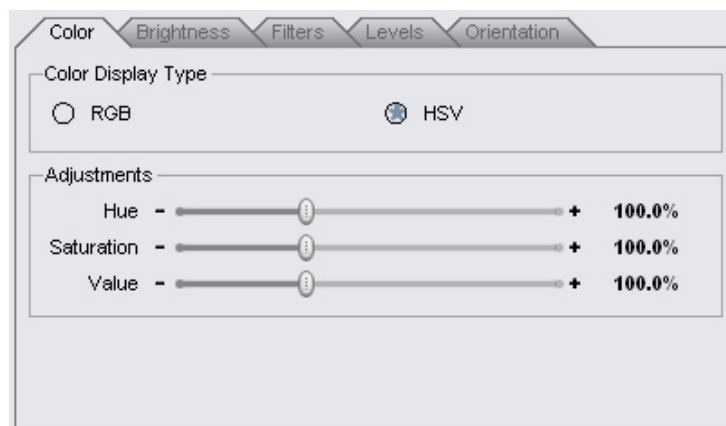 Color Brightness Filters Levels Orientation
Color Display Type
RGB HSV
Adjustments
Hue - + 100.0%
Saturation - + 100.0%
Value - + 100.0%